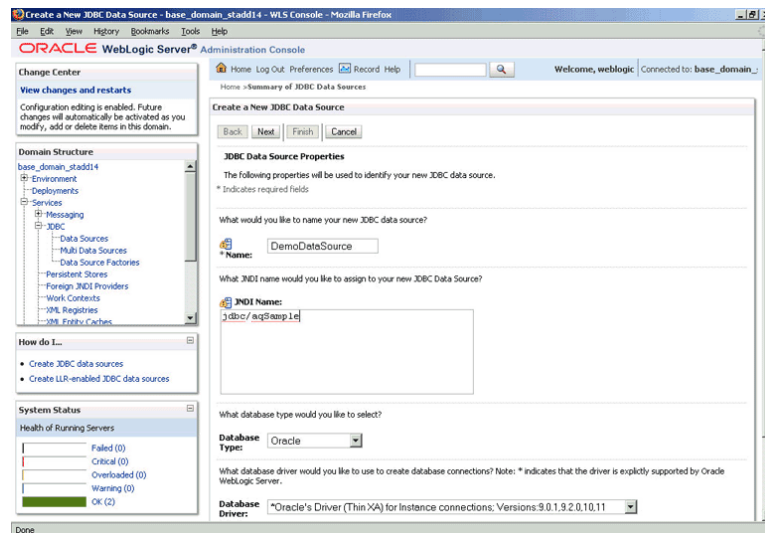 Create a New JDBC Data Source - base_domain_stadd14 - WLS Console - Mozilla Firefox
File Edit View History Bookmarks Tools Help
ORACLE WebLogic Server® Administration Console
Change Center
View changes and restarts
Configuration editing is enabled. Future
changes will automatically be activated as you
modify, add or delete items in this domain.
Domain Structure
base_domain_stadd14
Environment
Deployments
Services
Messaging
JDBC
Data Sources
Multi Data Sources
Data Source Factories
Persistent Stores
Foreign JNDI Providers
Work Contexts
XML Registries
XML Entity Caches
How do I...
Create JDBC data sources
Create LLR-enabled JDBC data sources
System Status
Health of Running Servers
Failed (0)
Critical (0)
Overloaded (0)
Warning (0)
OK (2)
Home Log Out Preferences Record Help
Welcome, weblogic Connected to: base_domain_
Home >Summary of JDBC Data Sources
Create a New JDBC Data Source
Back Next Finish Cancel
JDBC Data Source Properties
The following properties will be used to identify your new JDBC data source.
* Indicates required fields
What would you like to name your new JDBC data source?
* Name: DemoDataSource
What JNDI name would you like to assign to your new JDBC Data Source?
JNDI Name:
jdbc/aqSample
What database type would you like to select?
Database Type: Oracle
What database driver would you like to use to create database connections? Note: * indicates that the driver is explicitly supported by Oracle
WebLogic Server.
Database Driver: *Oracle's Driver (Thin XA) for Instance connections; Versions:9.0.1,9.2.0,10,11
Done